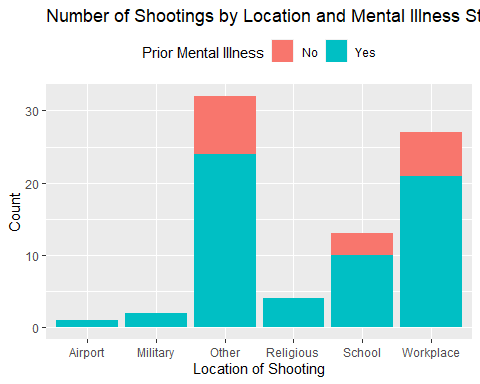 Number of Shootings by Location and Mental Illness St
Prior Mental Illness No Yes
30
20
10
0
Count
Airport Military Other Religious School Workplace
Location of Shooting